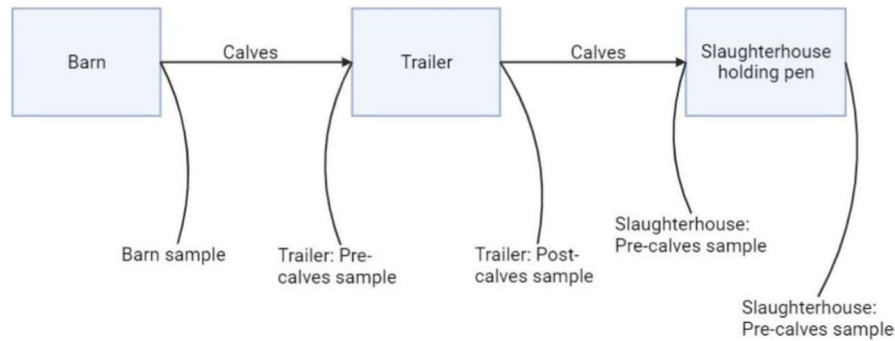 Barn
Calves
Trailer
Calves
Slaughterhouse
holding pen
Barn sample
Trailer: Pre-
calves sample
Trailer: Post-
calves sample
Slaughterhouse:
Pre-calves sample
Slaughterhouse:
Pre-calves sample